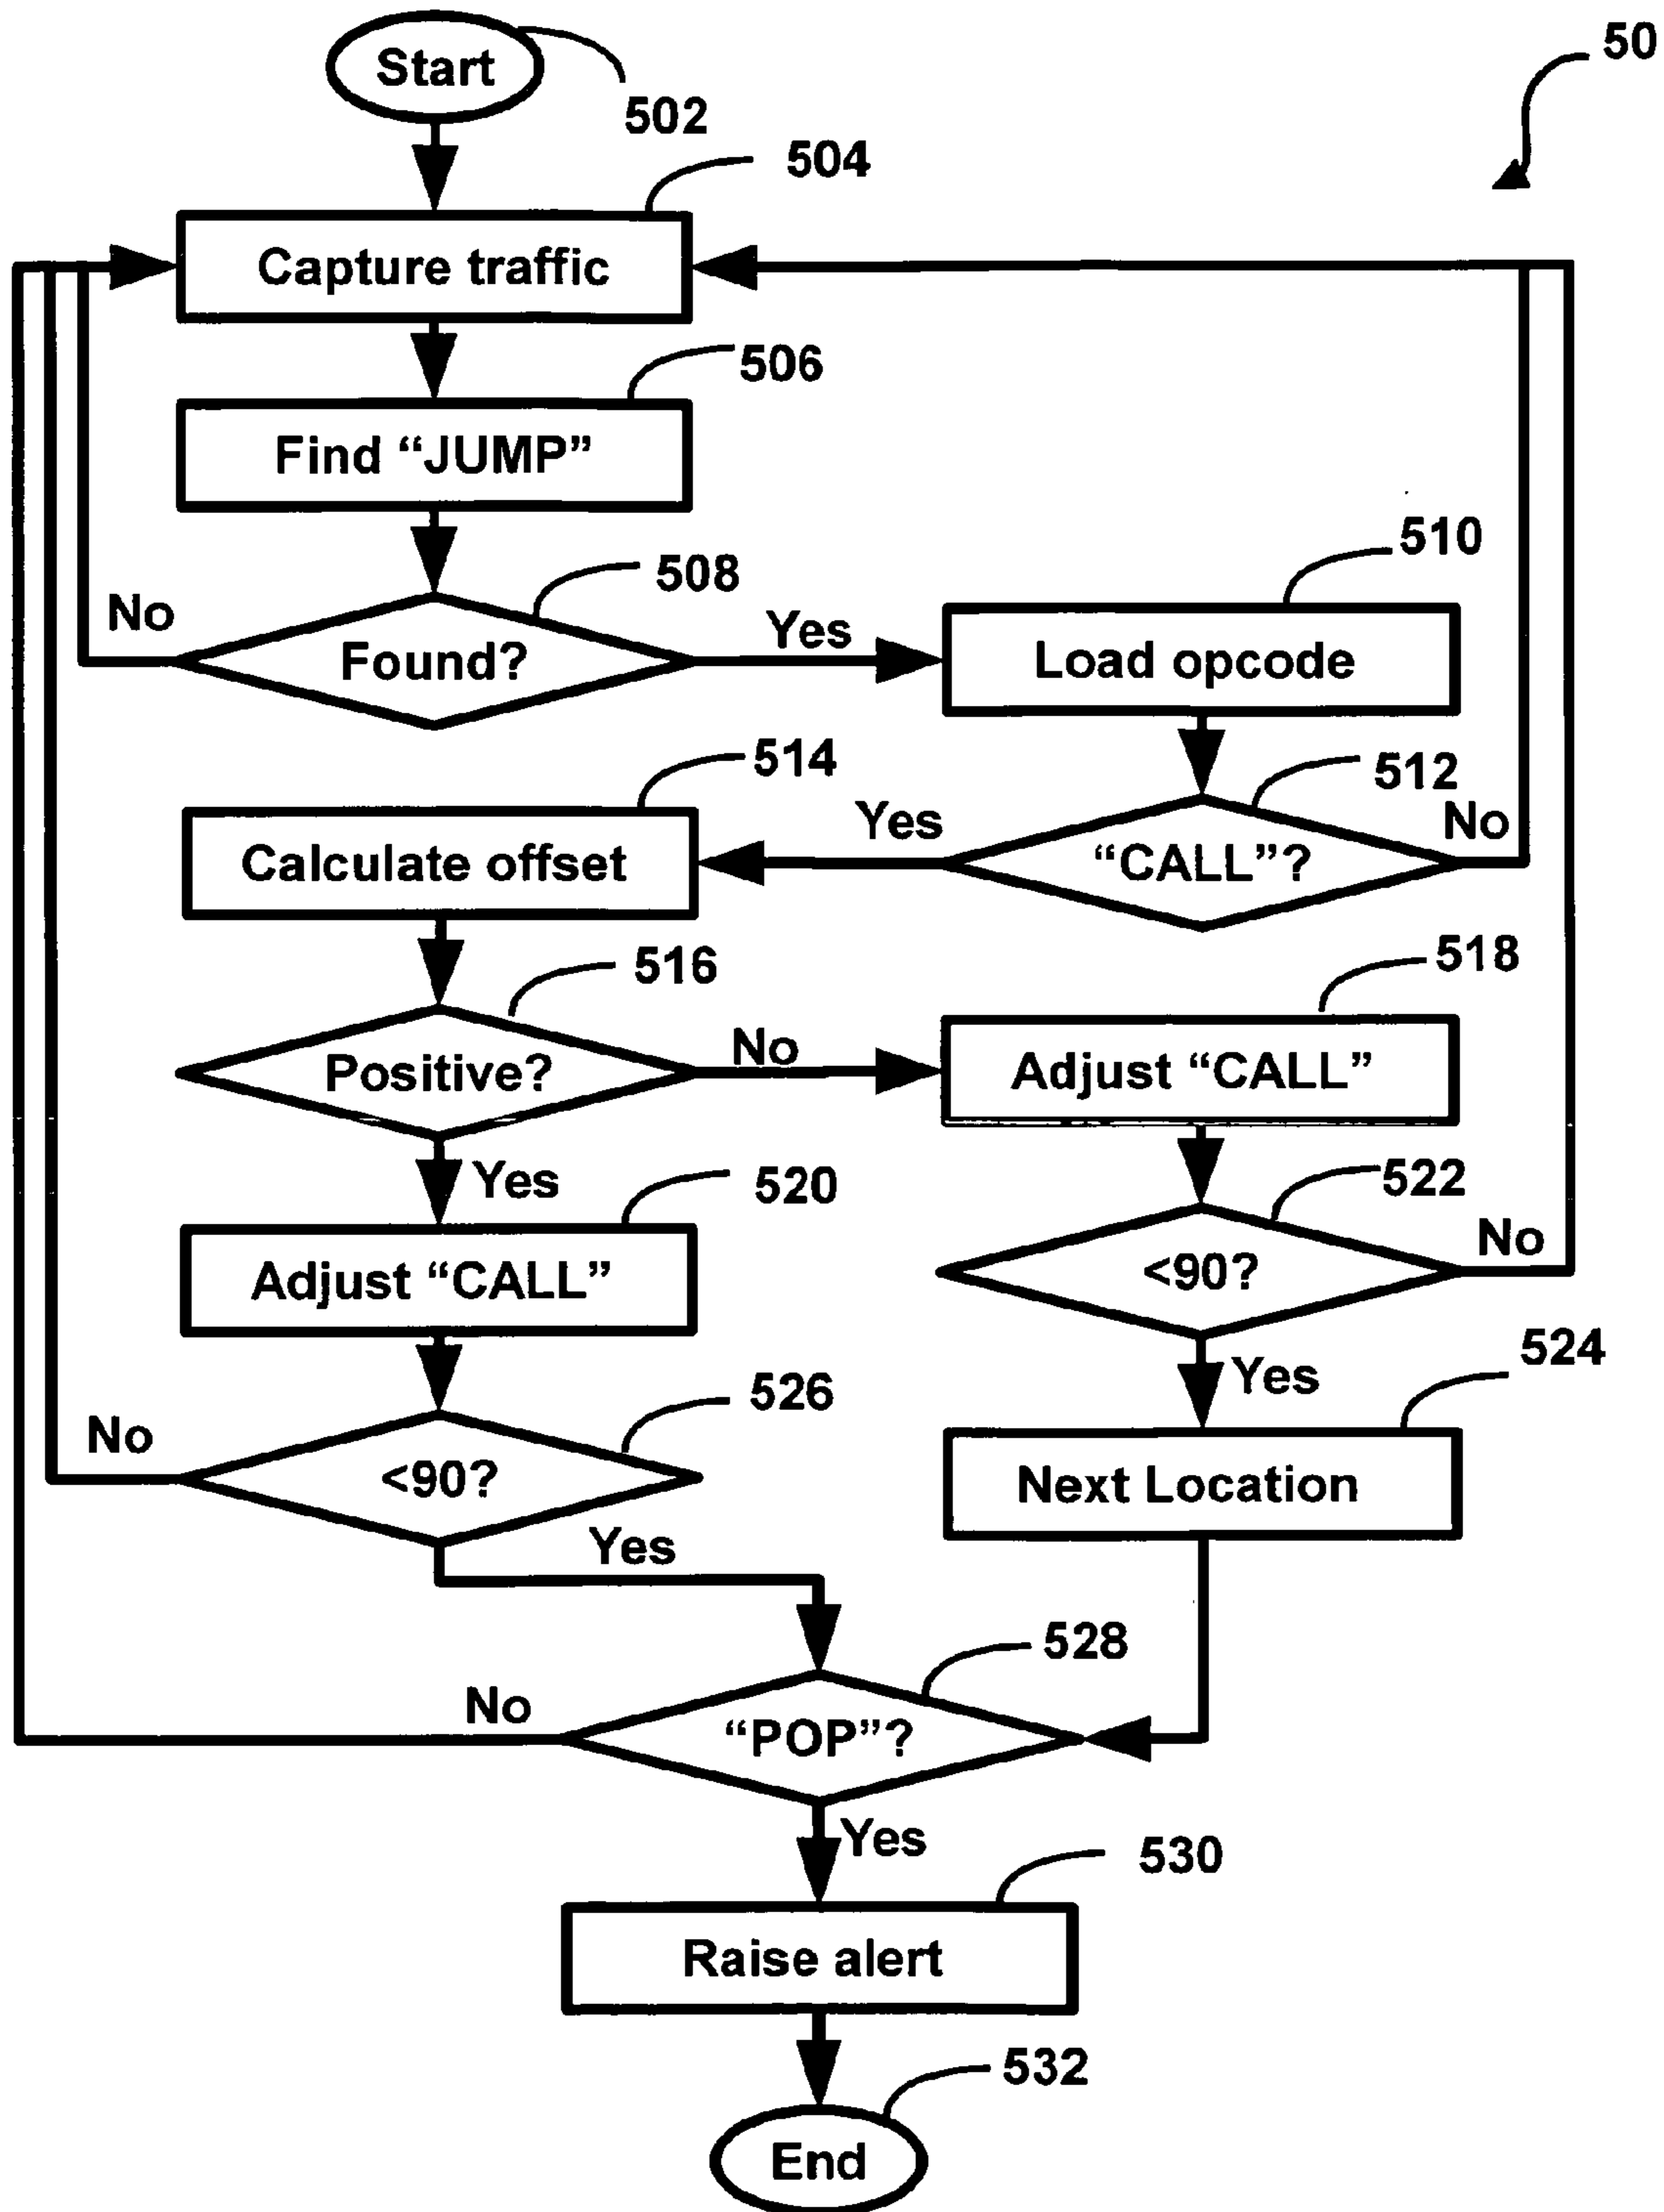 50
Start
502
504
Capture traffic
506
Find “JUMP”
508
No
Found?
Yes
510
Load opcode
514
Calculate offset
Yes
512
“CALL”?
No
516
Positive?
No
518
Adjust “CALL”
Yes
520
Adjust “CALL”
522
<90?
No
526
No
<90?
Yes
Yes
524
Next Location
528
No
“POP”?
Yes
530
Raise alert
532
End